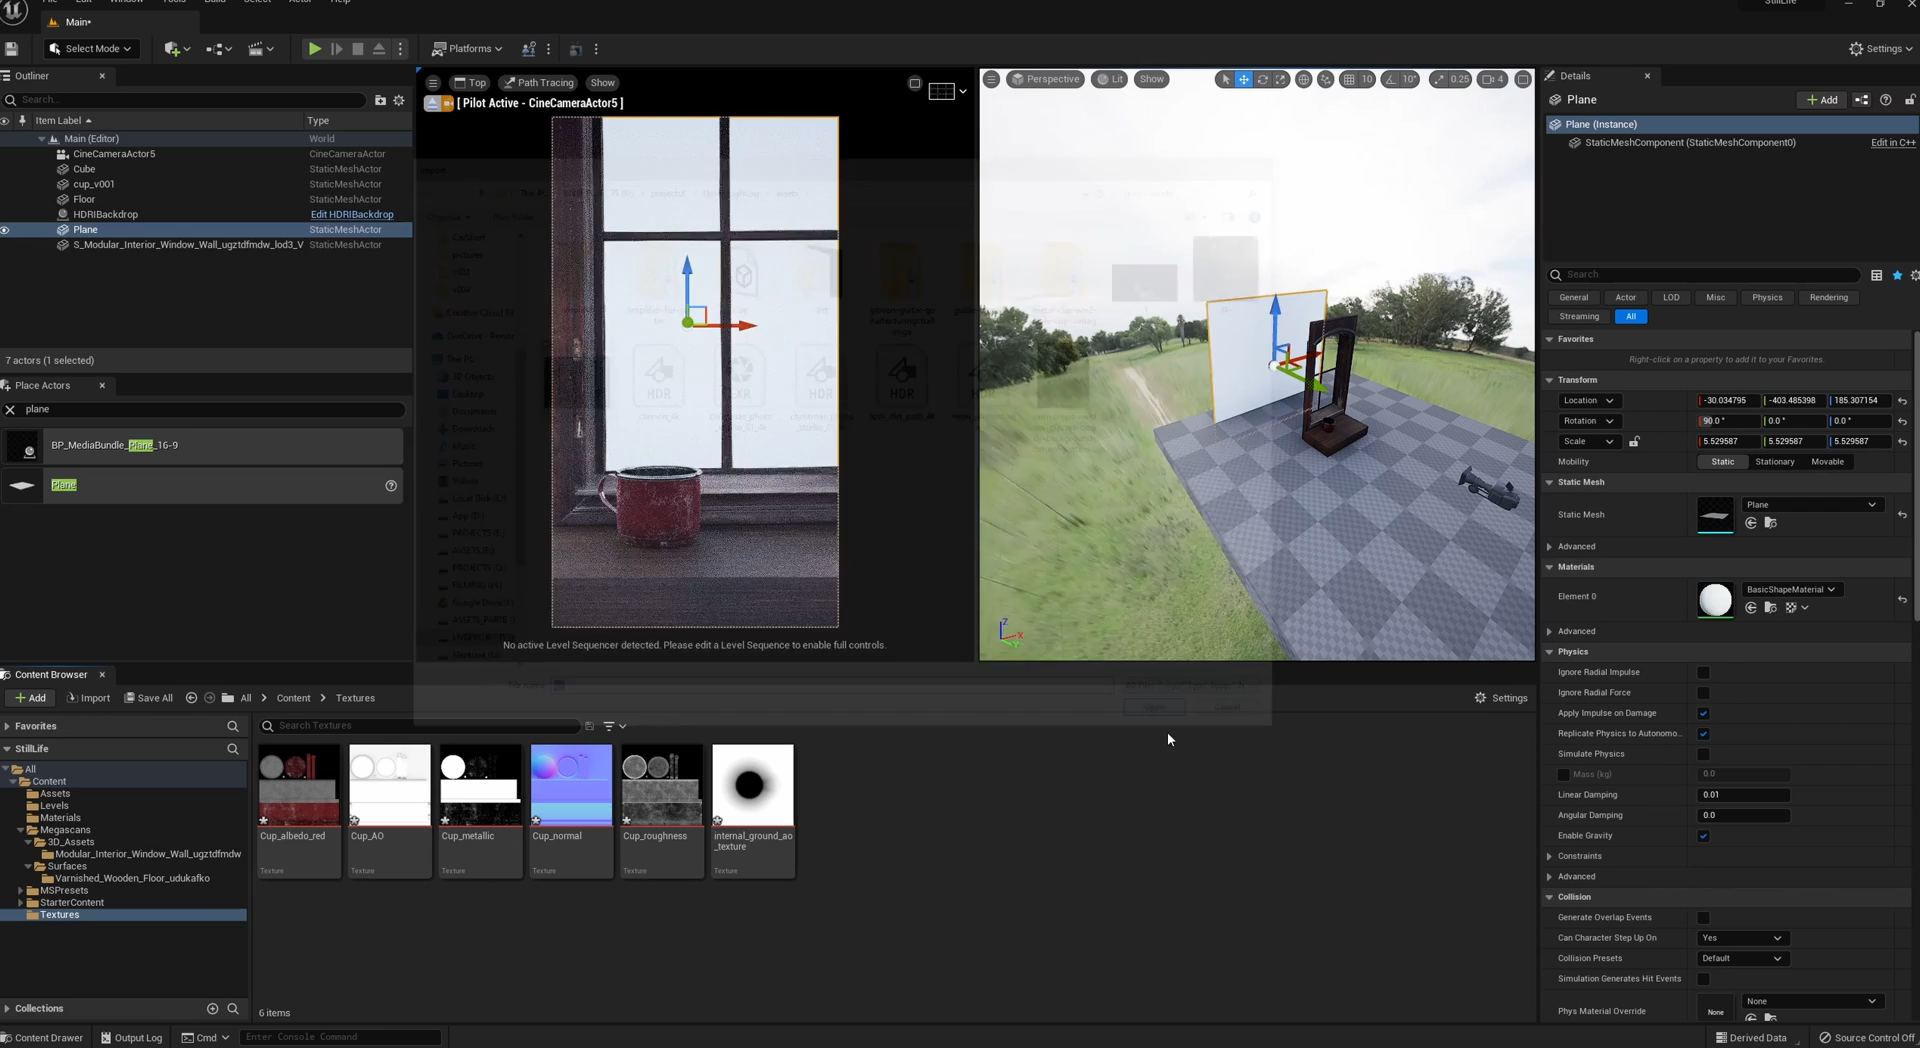 StillLife
Main*
Select Mode
Platforms
Settings
Outliner
Search...
Item Label
Type
Main (Editor)
World
CineCameraActor5
CineCameraActor
Cube
StaticMeshActor
cup_v001
StaticMeshActor
Floor
StaticMeshActor
HDRIBackdrop
Edit HDRIBackdrop
Plane
StaticMeshActor
S_Modular_Interior_Window_Wall_ugztdfmdw_lod3_V
StaticMeshActor
7 actors (1 selected)
Place Actors
plane
BP_MediaBundle_Plane_16-9
Plane
Top
Path Tracing
Show
[ Pilot Active - CineCameraActor5 ]
No active Level Sequencer detected. Please edit a Level Sequence to enable full controls.
Perspective
Lit
Show
10
10°
0.25
4
Details
Plane
Add
Plane (Instance)
StaticMeshComponent (StaticMeshComponent0)
Edit in C++
Search
General
Actor
LOD
Misc
Physics
Rendering
Streaming
All
Favorites
Right-click on a property to add it to your Favorites.
Transform
Location
-30.034795
-403.485398
185.307154
Rotation
90.0 °
0.0 °
0.0 °
Scale
5.529587
5.529587
5.529587
Mobility
Static
Stationary
Movable
Static Mesh
Static Mesh
Plane
Advanced
Materials
Element 0
BasicShapeMaterial
Advanced
Physics
Ignore Radial Impulse
Ignore Radial Force
Apply Impulse on Damage
Replicate Physics to Autonomo...
Simulate Physics
Mass (kg)
0.0
Linear Damping
0.01
Angular Damping
0.0
Enable Gravity
Constraints
Advanced
Collision
Generate Overlap Events
Can Character Step Up On
Yes
Collision Presets
Default
Simulation Generates Hit Events
Phys Material Override
None
None
Content Browser
Add
Import
Save All
All
Content
Textures
Settings
Favorites
StillLife
All
Content
Assets
Levels
Materials
Megascans
3D_Assets
Modular_Interior_Window_Wall_ugztdfmdw
Surfaces
Varnished_Wooden_Floor_udukafko
MSPresets
StarterContent
Textures
Collections
Search Textures
Cup_albedo_red
Texture
Cup_AO
Texture
Cup_metallic
Texture
Cup_normal
Texture
Cup_roughness
Texture
internal_ground_ao
_texture
Texture
6 items
Content Drawer
Output Log
Cmd
Enter Console Command
Derived Data
Source Control Off